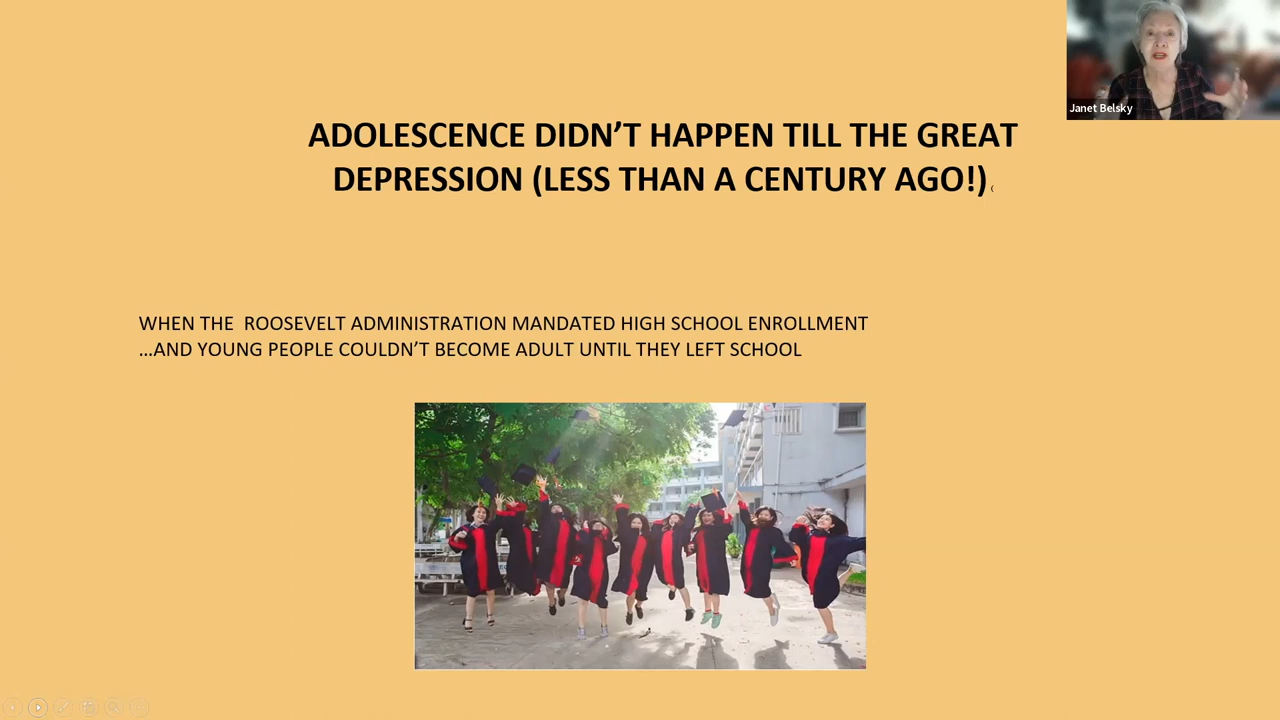 Janet Belsky
ADOLESCENCE DIDN’T HAPPEN TILL THE GREAT
DEPRESSION (LESS THAN A CENTURY AGO!)
WHEN THE  ROOSEVELT ADMINISTRATION MANDATED HIGH SCHOOL ENROLLMENT
…AND YOUNG PEOPLE COULDN’T BECOME ADULT UNTIL THEY LEFT SCHOOL